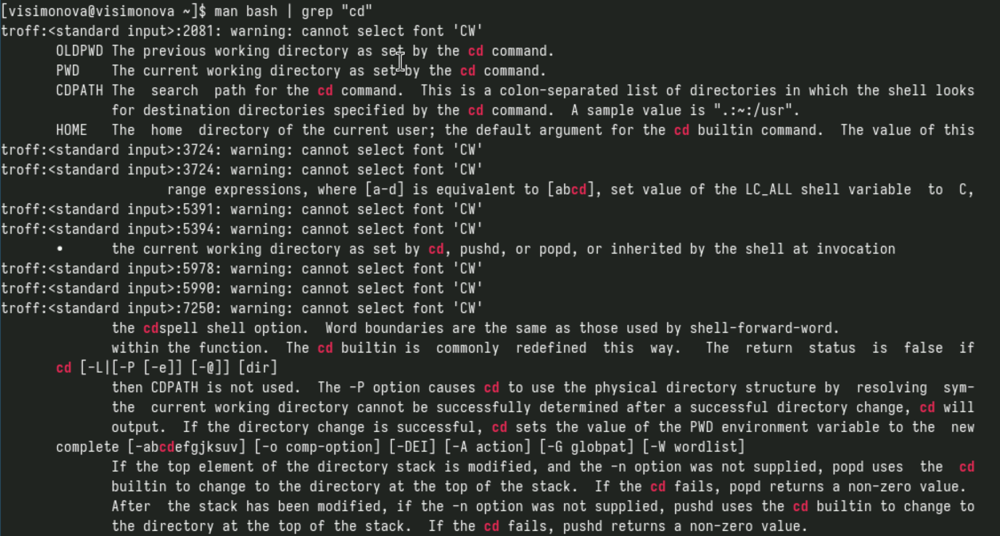 [visimonova@visimonova ~]$ man bash | grep "cd"
troff:<standard input>:2081: warning: cannot select font 'CW'
       OLDPWD The previous working directory as set by the cd command.
       PWD    The current working directory as set by the cd command.
       CDPATH The  search  path for the cd command.  This is a colon-separated list of directories in which the shell looks
              for destination directories specified by the cd command.  A sample value is ".:~:/usr".
       HOME   The  home  directory of the current user; the default argument for the cd builtin command.  The value of this
troff:<standard input>:3724: warning: cannot select font 'CW'
troff:<standard input>:3724: warning: cannot select font 'CW'
                     range expressions, where [a-d] is equivalent to [abcd], set value of the LC_ALL shell variable  to  C,
troff:<standard input>:5391: warning: cannot select font 'CW'
troff:<standard input>:5394: warning: cannot select font 'CW'
       •      the current working directory as set by cd, pushd, or popd, or inherited by the shell at invocation
troff:<standard input>:5978: warning: cannot select font 'CW'
troff:<standard input>:5990: warning: cannot select font 'CW'
troff:<standard input>:7250: warning: cannot select font 'CW'
              the cdspell shell option.  Word boundaries are the same as those used by shell-forward-word.
              within the function.  The cd builtin is  commonly  redefined  this  way.   The  return  status  is  false  if
       cd [-L|[-P [-e]] [-@]] [dir]
              then CDPATH is not used.  The -P option causes cd to use the physical directory structure by  resolving  sym-
              the  current working directory cannot be successfully determined after a successful directory change, cd will
              output.  If the directory change is successful, cd sets the value of the PWD environment variable to the  new
       complete [-abcdefgjksuv] [-o comp-option] [-DEI] [-A action] [-G globpat] [-W wordlist]
              If the top element of the directory stack is modified, and the -n option was not supplied, popd uses  the  cd
              builtin to change to the directory at the top of the stack.  If the cd fails, popd returns a non-zero value.
              After  the stack has been modified, if the -n option was not supplied, pushd uses the cd builtin to change to
              the directory at the top of the stack.  If the cd fails, pushd returns a non-zero value.